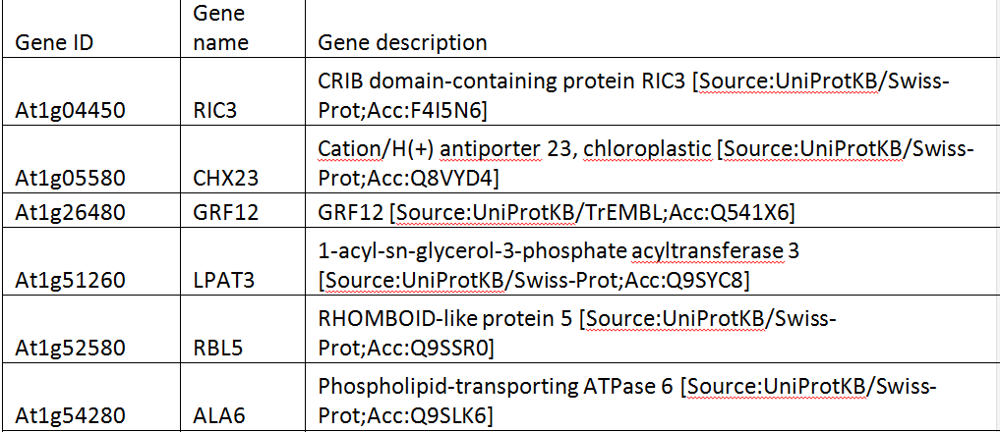 Gene ID Gene name Gene description
At1g04450 RIC3 CRIB domain-containing protein RIC3 [Source:UniProtKB/Swiss-
Prot;Acc:F4I5N6]
At1g05580 CHX23 Cation/H(+) antiporter 23, chloroplastic [Source:UniProtKB/Swiss-
Prot;Acc:Q8VYD4]
At1g26480 GRF12 GRF12 [Source:UniProtKB/TrEMBL;Acc:Q541X6]
At1g51260 LPAT3 1-acyl-sn-glycerol-3-phosphate acyltransferase 3
[Source:UniProtKB/Swiss-Prot;Acc:Q9SYC8]
At1g52580 RBL5 RHOMBOID-like protein 5 [Source:UniProtKB/Swiss-
Prot;Acc:Q9SSR0]
At1g54280 ALA6 Phospholipid-transporting ATPase 6 [Source:UniProtKB/Swiss-
Prot;Acc:Q9SLK6]